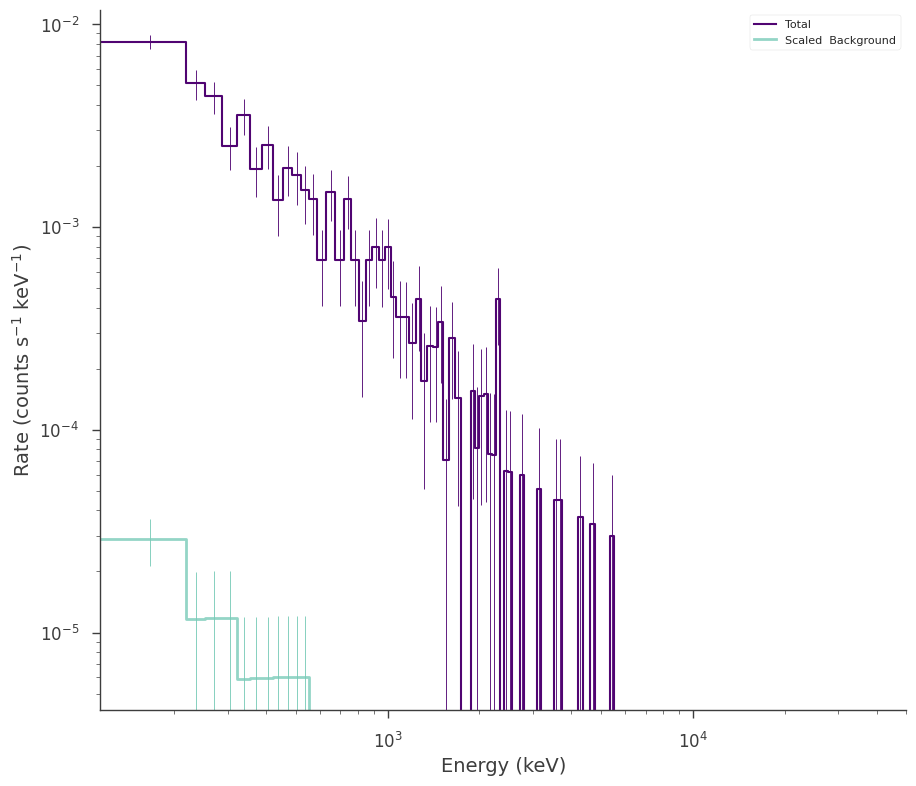 Total
Scaled  Background
10⁻²
10⁻³
10⁻⁴
10⁻⁵
Rate (counts s⁻¹ keV⁻¹)
10³
10⁴
Energy (keV)